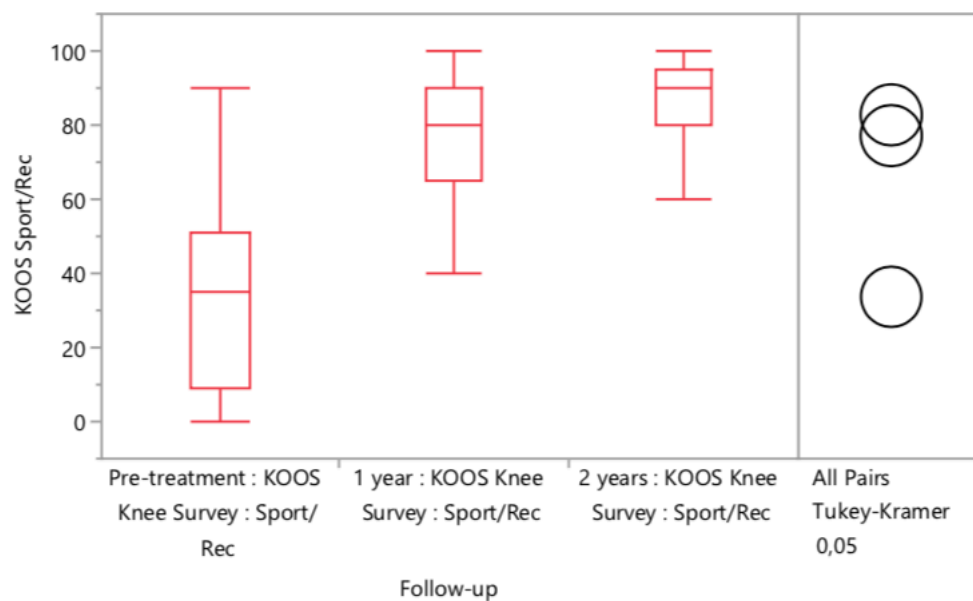 KOOS Sport/Rec
100
80
60
40
20
0
Pre-treatment : KOOS
Knee Survey : Sport/
Rec
1 year : KOOS Knee
Survey : Sport/Rec
2 years : KOOS Knee
Survey : Sport/Rec
All Pairs
Tukey-Kramer
0,05
Follow-up